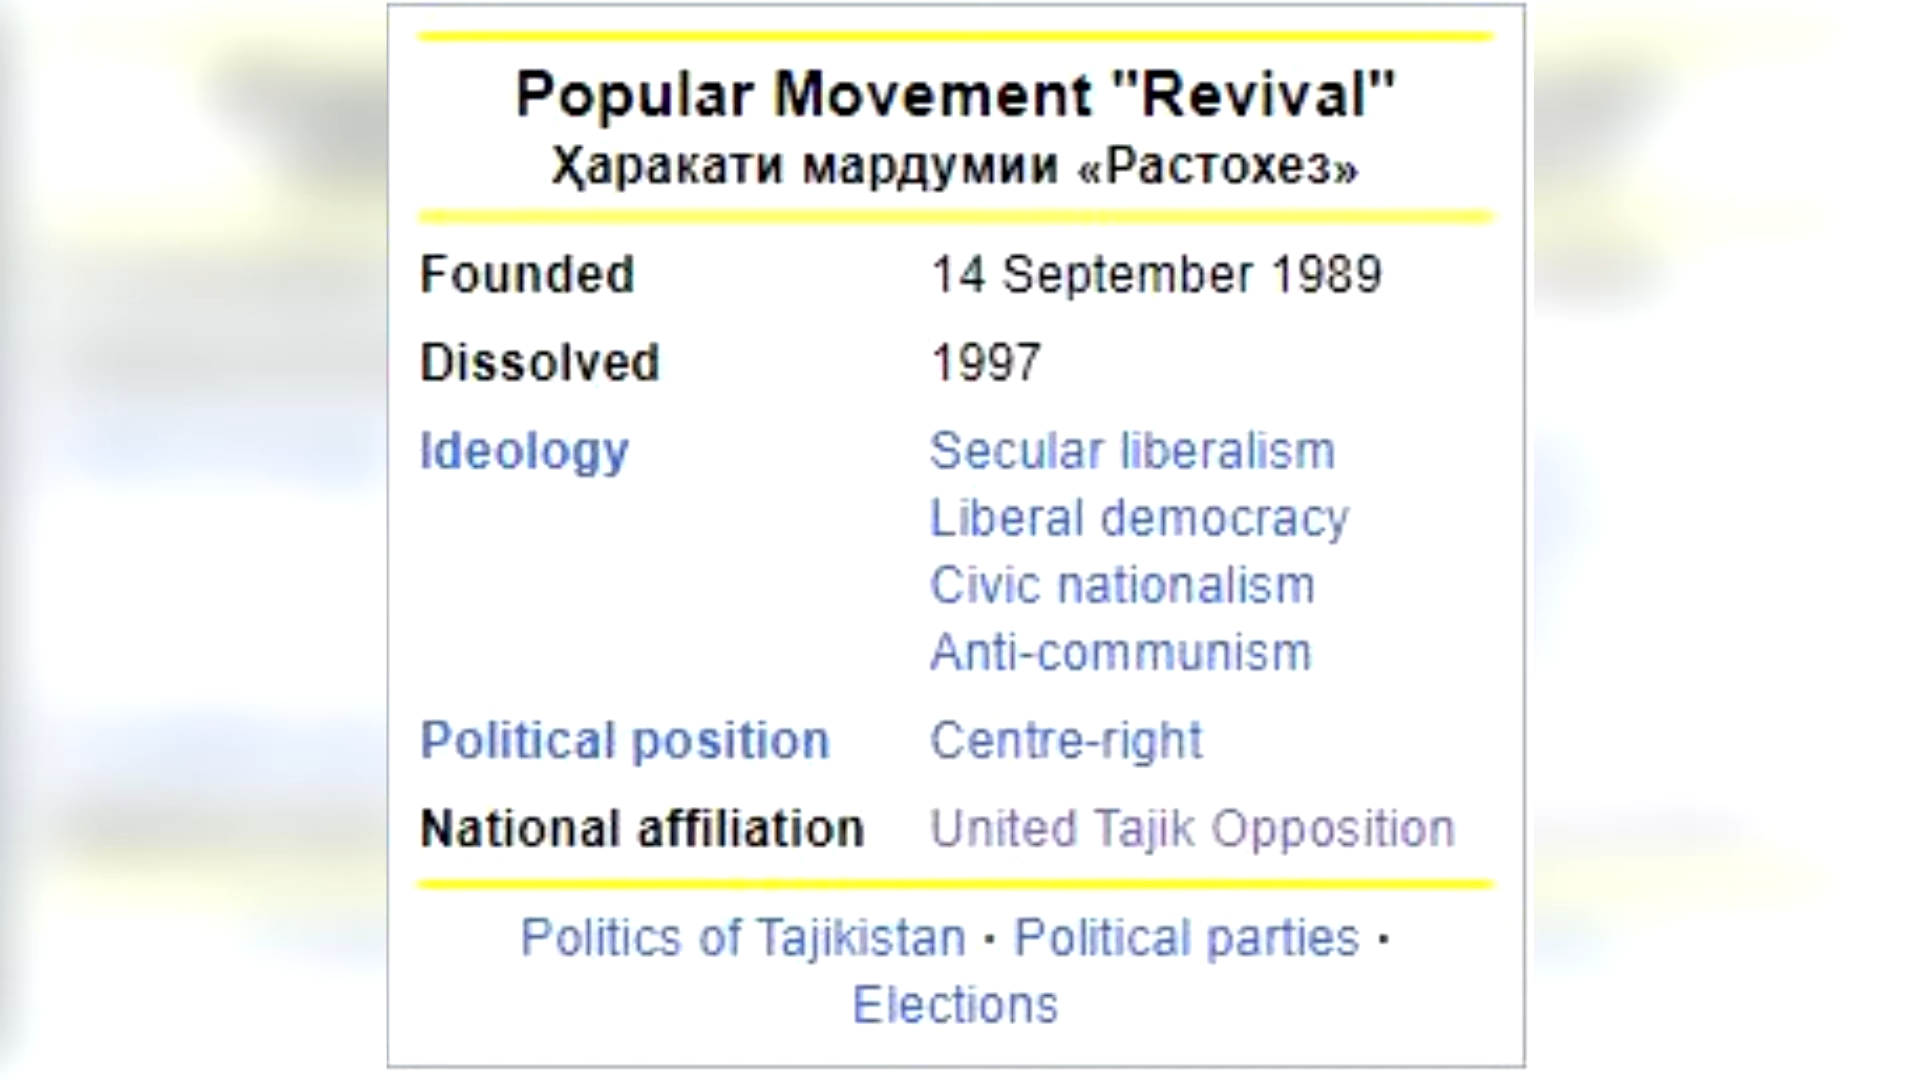 Popular Movement "Revival"
Ҳаракати мардумии «Растохез»
Founded 14 September 1989
Dissolved 1997
Ideology Secular liberalism
Liberal democracy
Civic nationalism
Anti-communism
Political position Centre-right
National affiliation United Tajik Opposition
Politics of Tajikistan · Political parties ·
Elections